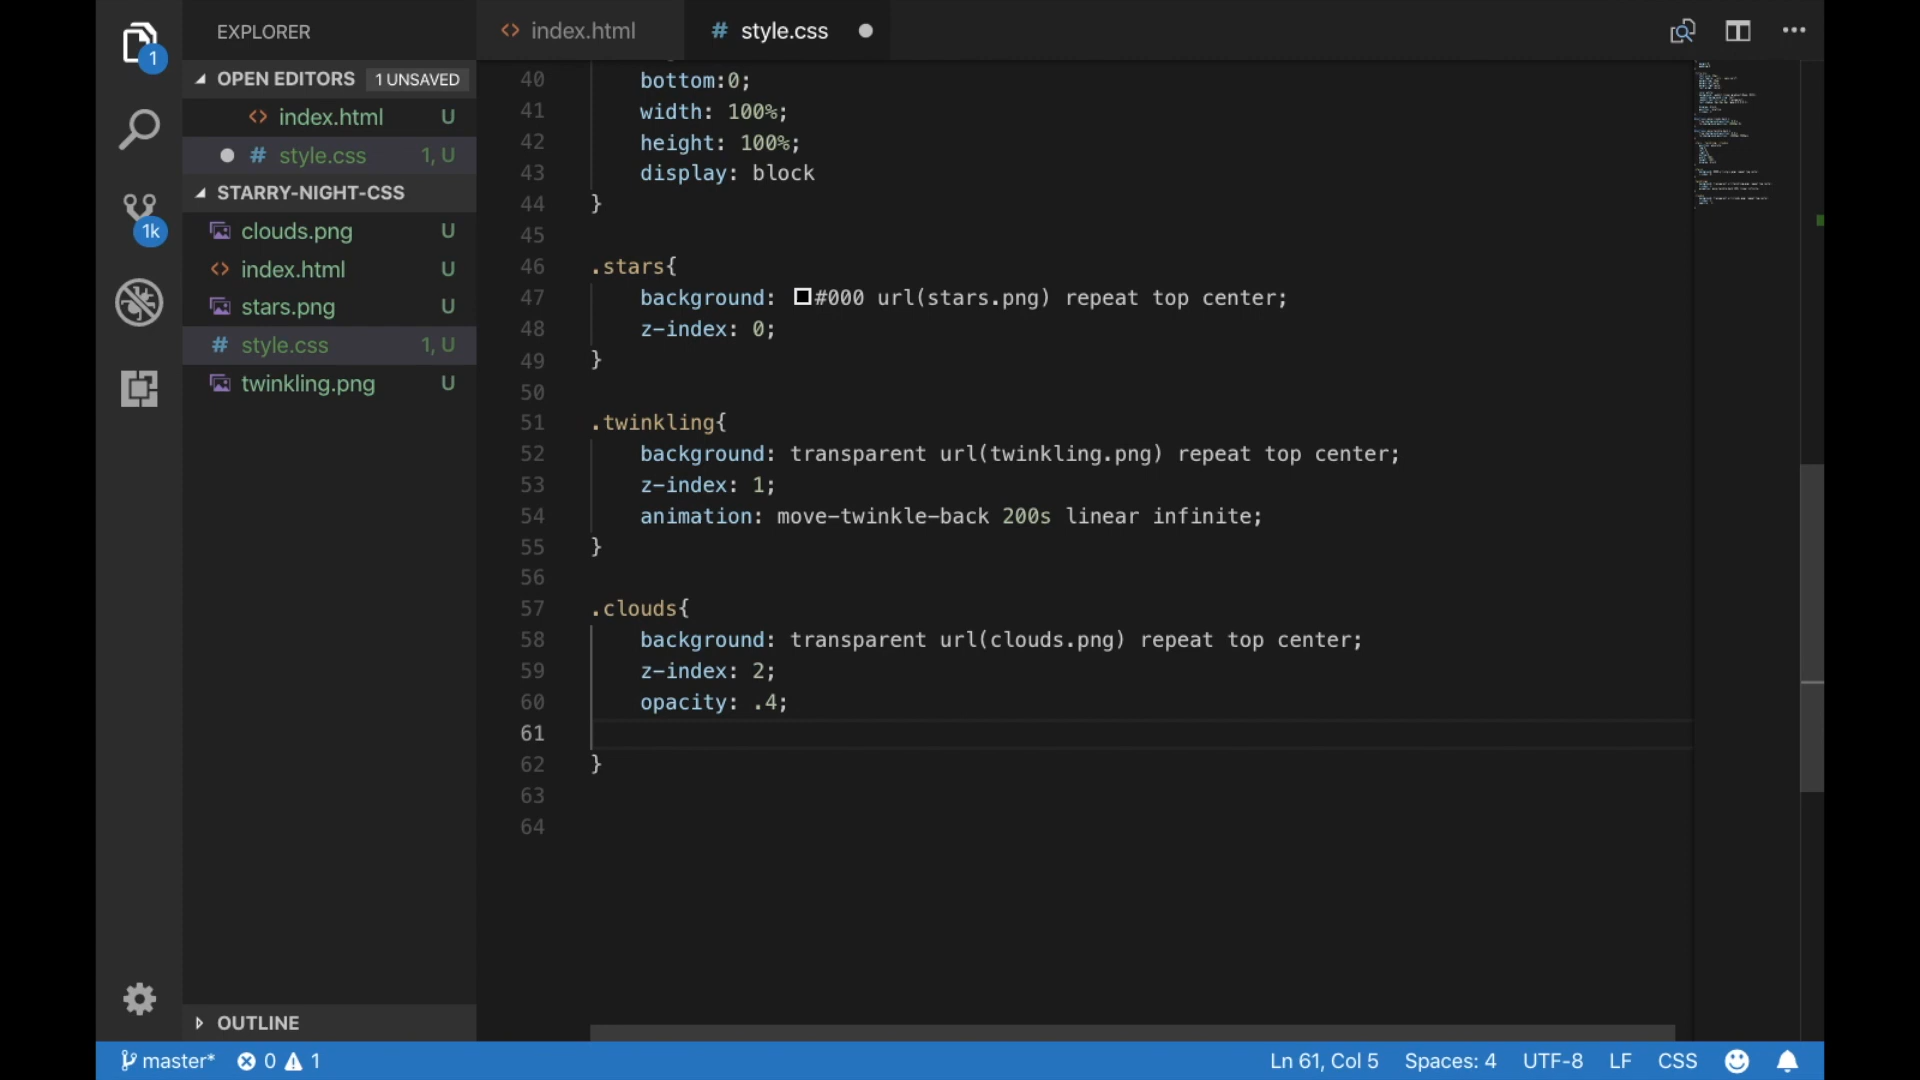 EXPLORER
index.html
# style.css
OPEN EDITORS 1 UNSAVED
index.html U
# style.css 1, U
STARRY-NIGHT-CSS
clouds.png U
index.html U
stars.png U
# style.css 1, U
twinkling.png U
1
1k
40 bottom:0;
41 width: 100%;
42 height: 100%;
43 display: block
44 }
45
46 .stars{
47 background: #000 url(stars.png) repeat top center;
48 z-index: 0;
49 }
50
51 .twinkling{
52 background: transparent url(twinkling.png) repeat top center;
53 z-index: 1;
54 animation: move-twinkle-back 200s linear infinite;
55 }
56
57 .clouds{
58 background: transparent url(clouds.png) repeat top center;
59 z-index: 2;
60 opacity: .4;
61
62 }
63
64
OUTLINE
master* 0 1 Ln 61, Col 5 Spaces: 4 UTF-8 LF CSS